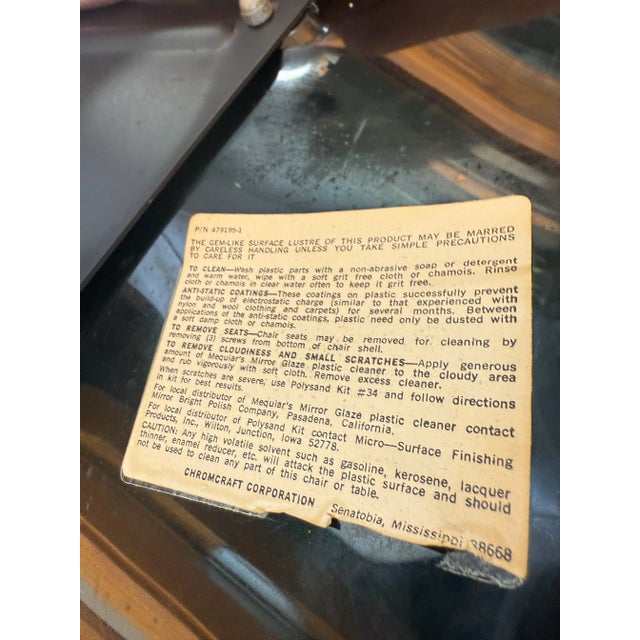 P/N 479195-1
THE GEM-LIKE SURFACE LUSTRE OF THIS PRODUCT MAY BE MARRED
BY CARELESS HANDLING UNLESS YOU TAKE SIMPLE PRECAUTIONS
TO CARE FOR IT
TO CLEAN—Wash plastic parts with a non-abrasive soap or detergent
and warm water, wipe with a soft grit free cloth or chamois. Rinse
cloth or chamois in clear water often to keep it grit free.
ANTI-STATIC COATINGS—These coatings on plastic successfully prevent
the build-up of electrostatic charge (similar to that experienced with
nylon and wool clothing and carpets) for several months. Between
applications of the anti-static coatings, plastic need only be dusted with
a soft damp cloth or chamois.
TO REMOVE SEATS—Chair seats may be removed for cleaning by
removing (3) screws from bottom of chair shell.
TO REMOVE CLOUDINESS AND SMALL SCRATCHES—Apply generous
amount of Mequiar's Mirror Glaze plastic cleaner to the cloudy area
and rub vigorously with soft cloth. Remove excess cleaner.
When scratches are severe, use Polysand Kit #34 and follow directions
in kit for best results.
For local distributor of Mequiar's Mirror Glaze plastic cleaner contact
Mirror Bright Polish Company, Pasadena, California.
For local distributor of Polysand Kit contact Micro—Surface Finishing
Products, Inc., Wilton, Junction, Iowa 52778.
CAUTION: Any high volatile solvent such as gasoline, kerosene, lacquer
thinner, enamel reducer, etc. will attack the plastic surface and should
not be used to clean any part of this chair or table.
CHROMCRAFT CORPORATION Senatobia, Mississippi 38668